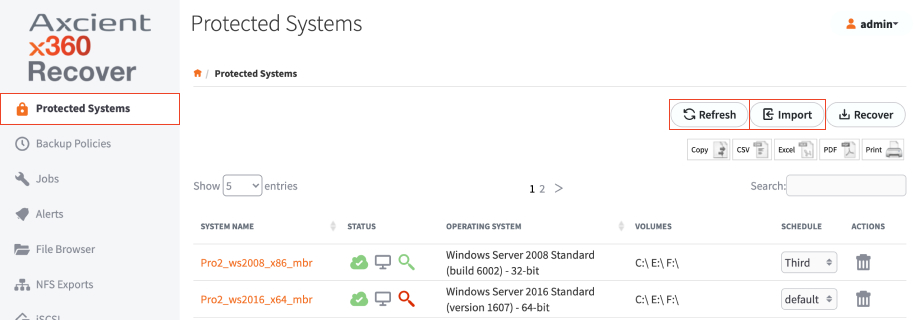 Axcient
x360
Recover
Protected Systems
admin
/ Protected Systems
Protected Systems
Backup Policies
Jobs
Alerts
File Browser
NFS Exports
iSCSI
Refresh Import Recover
Copy CSV Excel PDF Print
Show 5 entries
1 2 >
Search:
SYSTEM NAME STATUS OPERATING SYSTEM VOLUMES SCHEDULE ACTIONS
Pro2_ws2008_x86_mbr Windows Server 2008 Standard (build 6002) - 32-bit C:\ E:\ F:\ Third
Pro2_ws2016_x64_mbr Windows Server 2016 Standard (version 1607) - 64-bit C:\ E:\ F:\ default